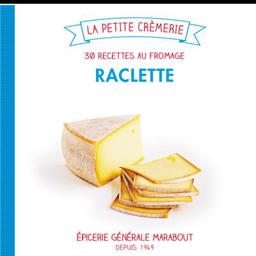 LA PETITE CRÈMERIE
30 RECETTES AU FROMAGE
RACLETTE
ÉPICERIE GÉNÉRALE MARABOUT
DEPUIS 1949